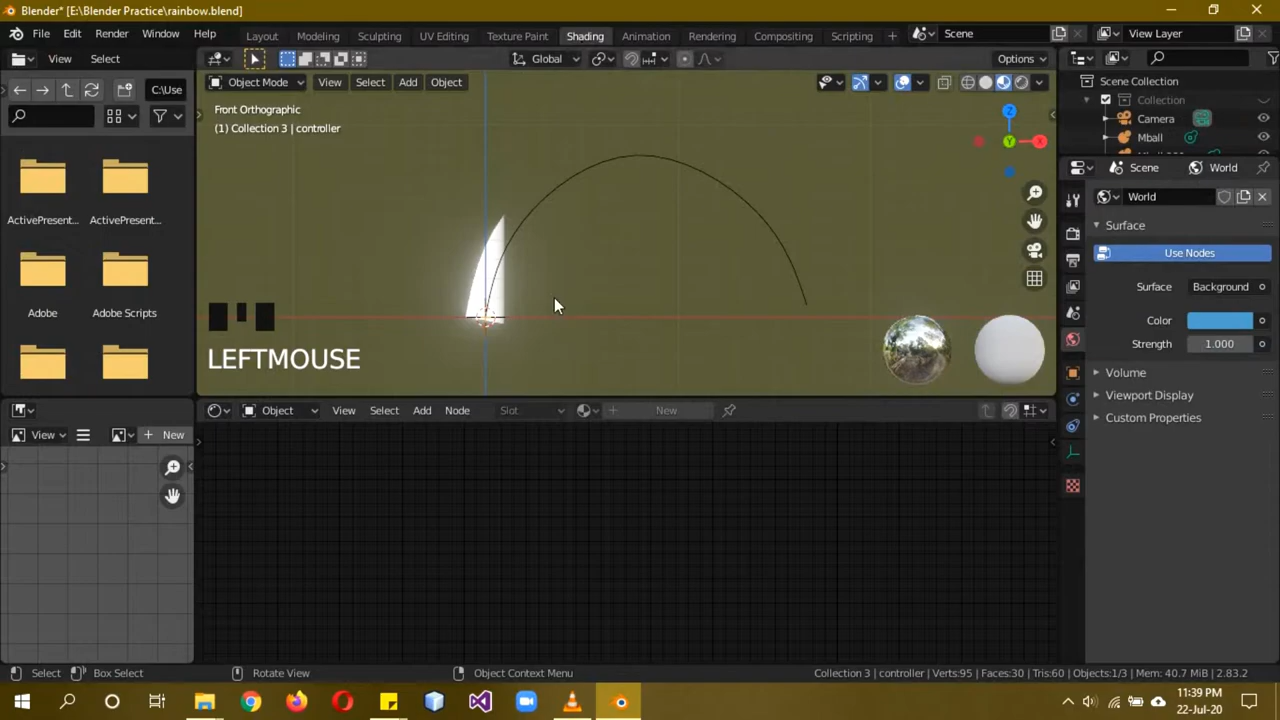 Blender* [E:\Blender Practice\rainbow.blend]
File Edit Render Window Help Layout Modeling Sculpting UV Editing Texture Paint Shading Animation Rendering Compositing Scripting + Scene View Layer
View Select Global Options
C:\Use Object Mode View Select Add Object Scene Collection
Front Orthographic Collection
(1) Collection 3 | controller Camera
Z Y X Mball
Scene World
World
ActivePresent... ActivePresent... Surface
Use Nodes
Surface Background
Adobe Adobe Scripts Color
LEFTMOUSE Strength 1.000
Volume
Viewport Display
Custom Properties
Object View Select Add Node Slot New
View New
Select Box Select Rotate View Object Context Menu Collection 3 | controller | Verts:95 | Faces:30 | Tris:60 | Objects:1/3 | Mem: 40.7 MiB | 2.83.2
11:39 PM
22-Jul-20